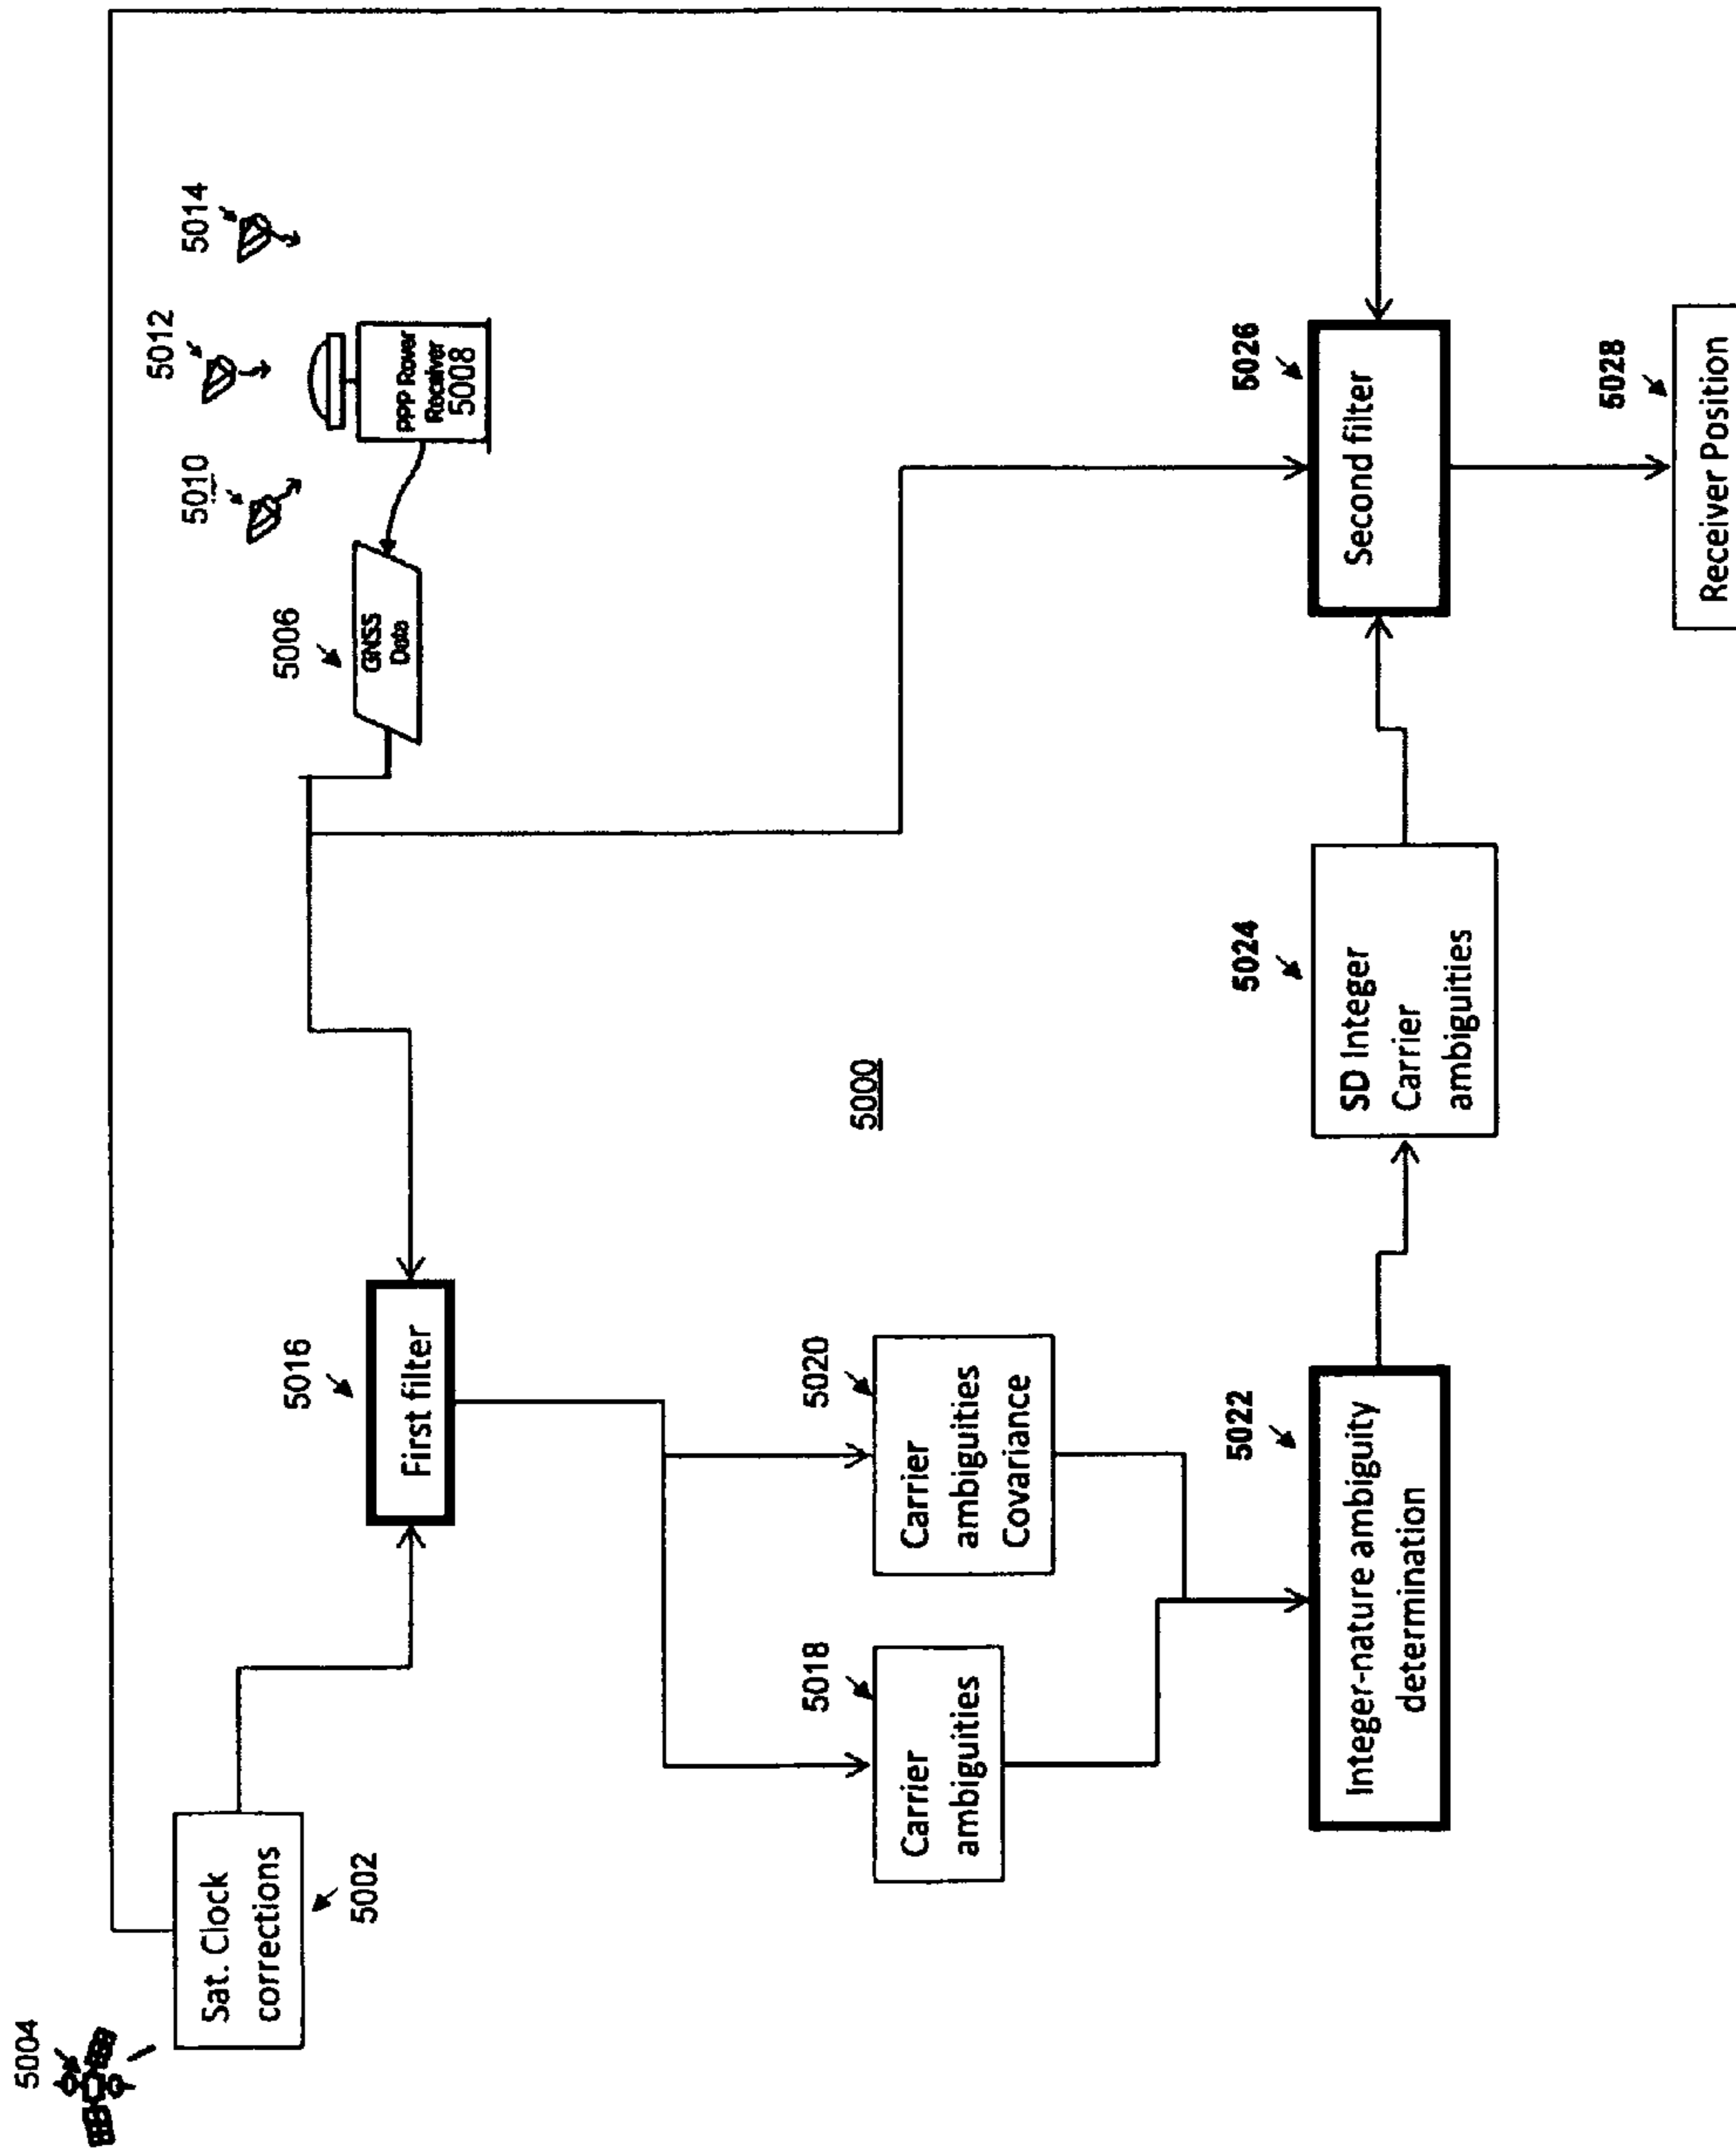 5004
Sat. Clock
corrections
5002
5010
5012
5014
PPP Rover
Receiver
5008
5006
GNSS
Data
5016
First filter
5018
Carrier
ambiguities
5020
Carrier
ambiguities
Covariance
5000
5022
Integer-nature ambiguity
determination
5024
SD Integer
Carrier
ambiguities
5026
Second filter
5028
Receiver Position